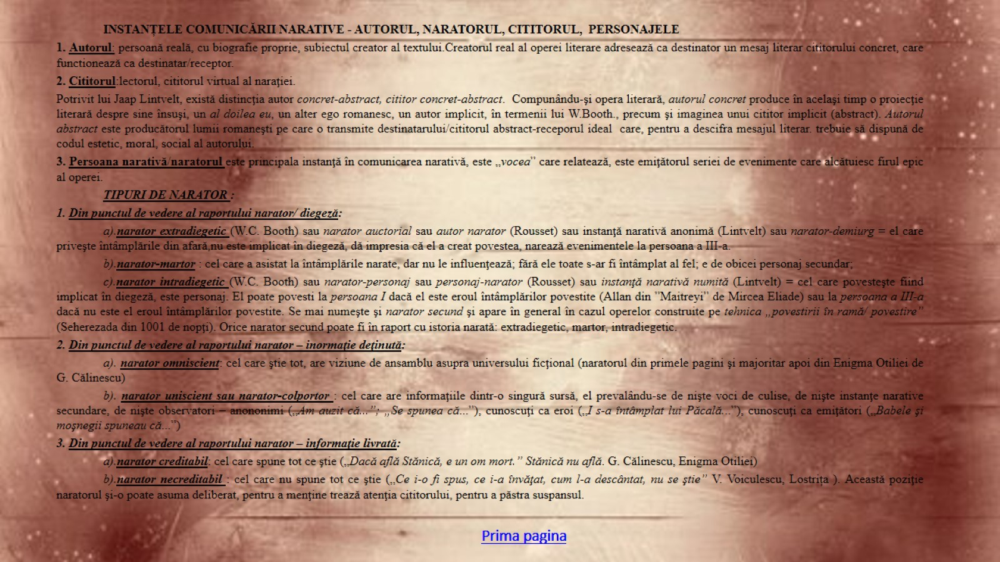 INSTANȚELE COMUNICĂRII NARATIVE - AUTORUL, NARATORUL, CITITORUL, PERSONAJELE
1. Autorul: persoană reală, cu biografie proprie, subiectul creator al textului.Creatorul real al operei literare adresează ca destinator un mesaj literar cititorului concret, care
functionează ca destinatar/receptor.
2. Cititorul:lectorul, cititorul virtual al naraţiei.
Potrivit lui Jaap Lintvelt, există distincţia autor concret-abstract, cititor concret-abstract. Compunându-şi opera literară, autorul concret produce în acelaşi timp o proiecţie
literară despre sine însuşi, un al doilea eu, un alter ego romanesc, un autor implicit, în termenii lui W.Booth., precum şi imaginea unui cititor implicit (abstract). Autorul
abstract este producătorul lumii romaneşti pe care o transmite destinatarului/cititorul abstract-receporul ideal care, pentru a descifra mesajul literar. trebuie să dispună de
codul estetic, moral, social al autorului.
3. Persoana narativă/naratorul este principala instanţă în comunicarea narativă, este „vocea” care relatează, este emiţătorul seriei de evenimente care alcătuiesc firul epic
al operei.
TIPURI DE NARATOR :
1. Din punctul de vedere al raportului narator/ diegeză:
a).narator extradiegetic (W.C. Booth) sau narator auctorial sau autor narator (Rousset) sau instanţă narativă anonimă (Lintvelt) sau narator-demiurg = el care
priveşte întâmplările din afară,nu este implicat în diegeză, dă impresia că el a creat povestea, narează evenimentele la persoana a III-a.
b).narator-martor : cel care a asistat la întâmplările narate, dar nu le influenţează; fără ele toate s-ar fi întâmplat al fel; e de obicei personaj secundar;
c).narator intradiegetic (W.C. Booth) sau narator-personaj sau personaj-narator (Rousset) sau instanţă narativă numită (Lintvelt) = cel care povesteşte fiind
implicat în diegeză, este personaj. El poate povesti la persoana I dacă el este eroul întâmplărilor povestite (Allan din ”Maitreyi” de Mircea Eliade) sau la persoana a III-a
dacă nu este el eroul întâmplărilor povestite. Se mai numeşte şi narator secund şi apare în general în cazul operelor construite pe tehnica „povestirii în ramă/ povestire”
(Seherezada din 1001 de nopţi). Orice narator secund poate fi în raport cu istoria narată: extradiegetic, martor, intradiegetic.
2. Din punctul de vedere al raportului narator – inormaţie deţinută:
a). narator omniscient: cel care ştie tot, are viziune de ansamblu asupra universului ficţional (naratorul din primele pagini şi majoritar apoi din Enigma Otiliei de
G. Călinescu)
b). narator uniscient sau narator-colportor : cel care are informaţiile dintr-o singură sursă, el prevalându-se de nişte voci de culise, de nişte instanţe narative
secundare, de nişte observatori – anononimi („Am auzit că...”; „Se spunea că...”), cunoscuţi ca eroi („I s-a întâmplat lui Păcală...”), cunoscuţi ca emiţători („Babele şi
moşnegii spuneau că...”)
3. Din punctul de vedere al raportului narator – informaţie livrată:
a).narator creditabil: cel care spune tot ce ştie („Dacă află Stănică, e un om mort.” Stănică nu află. G. Călinescu, Enigma Otiliei)
b).narator necreditabil : cel care nu spune tot ce ştie („Ce i-o fi spus, ce i-a învăţat, cum l-a descântat, nu se ştie” V. Voiculescu, Lostriţa ). Această poziţie
naratorul şi-o poate asuma deliberat, pentru a menţine trează atenţia cititorului, pentru a păstra suspansul.
Prima pagina